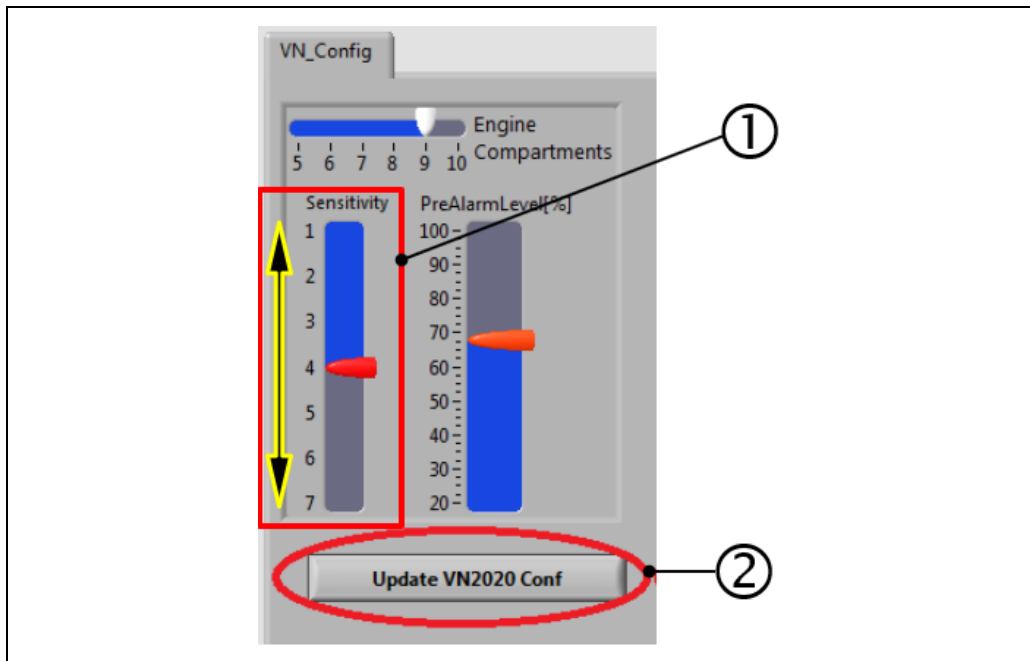 VN_Config
Engine
Compartments
5 6 7 8 9 10
Sensitivity
PreAlarmLevel[%]
1
2
3
4
5
6
7
100
90
80
70
60
50
40
30
20
Update VN2020 Conf
1
2